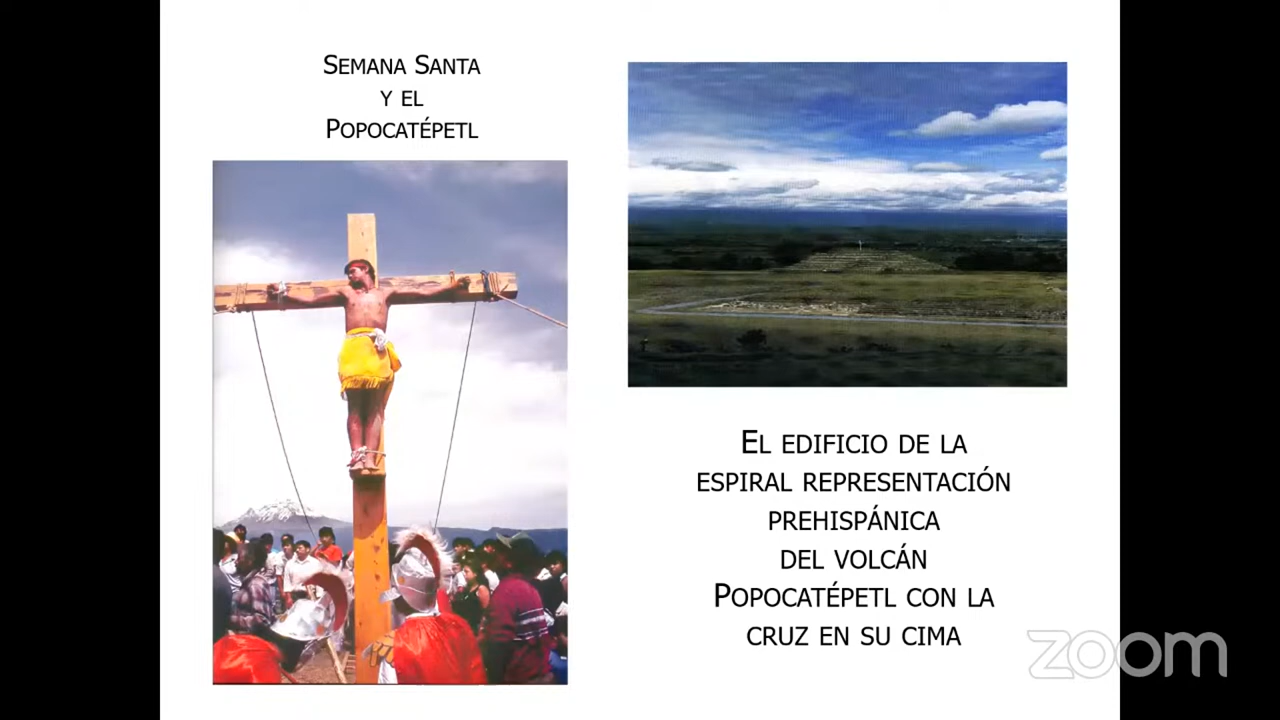 Semana Santa
y el
Popocatépetl
El edificio de la
espiral representación
prehispánica
del volcán
Popocatépetl con la
cruz en su cima
zoom